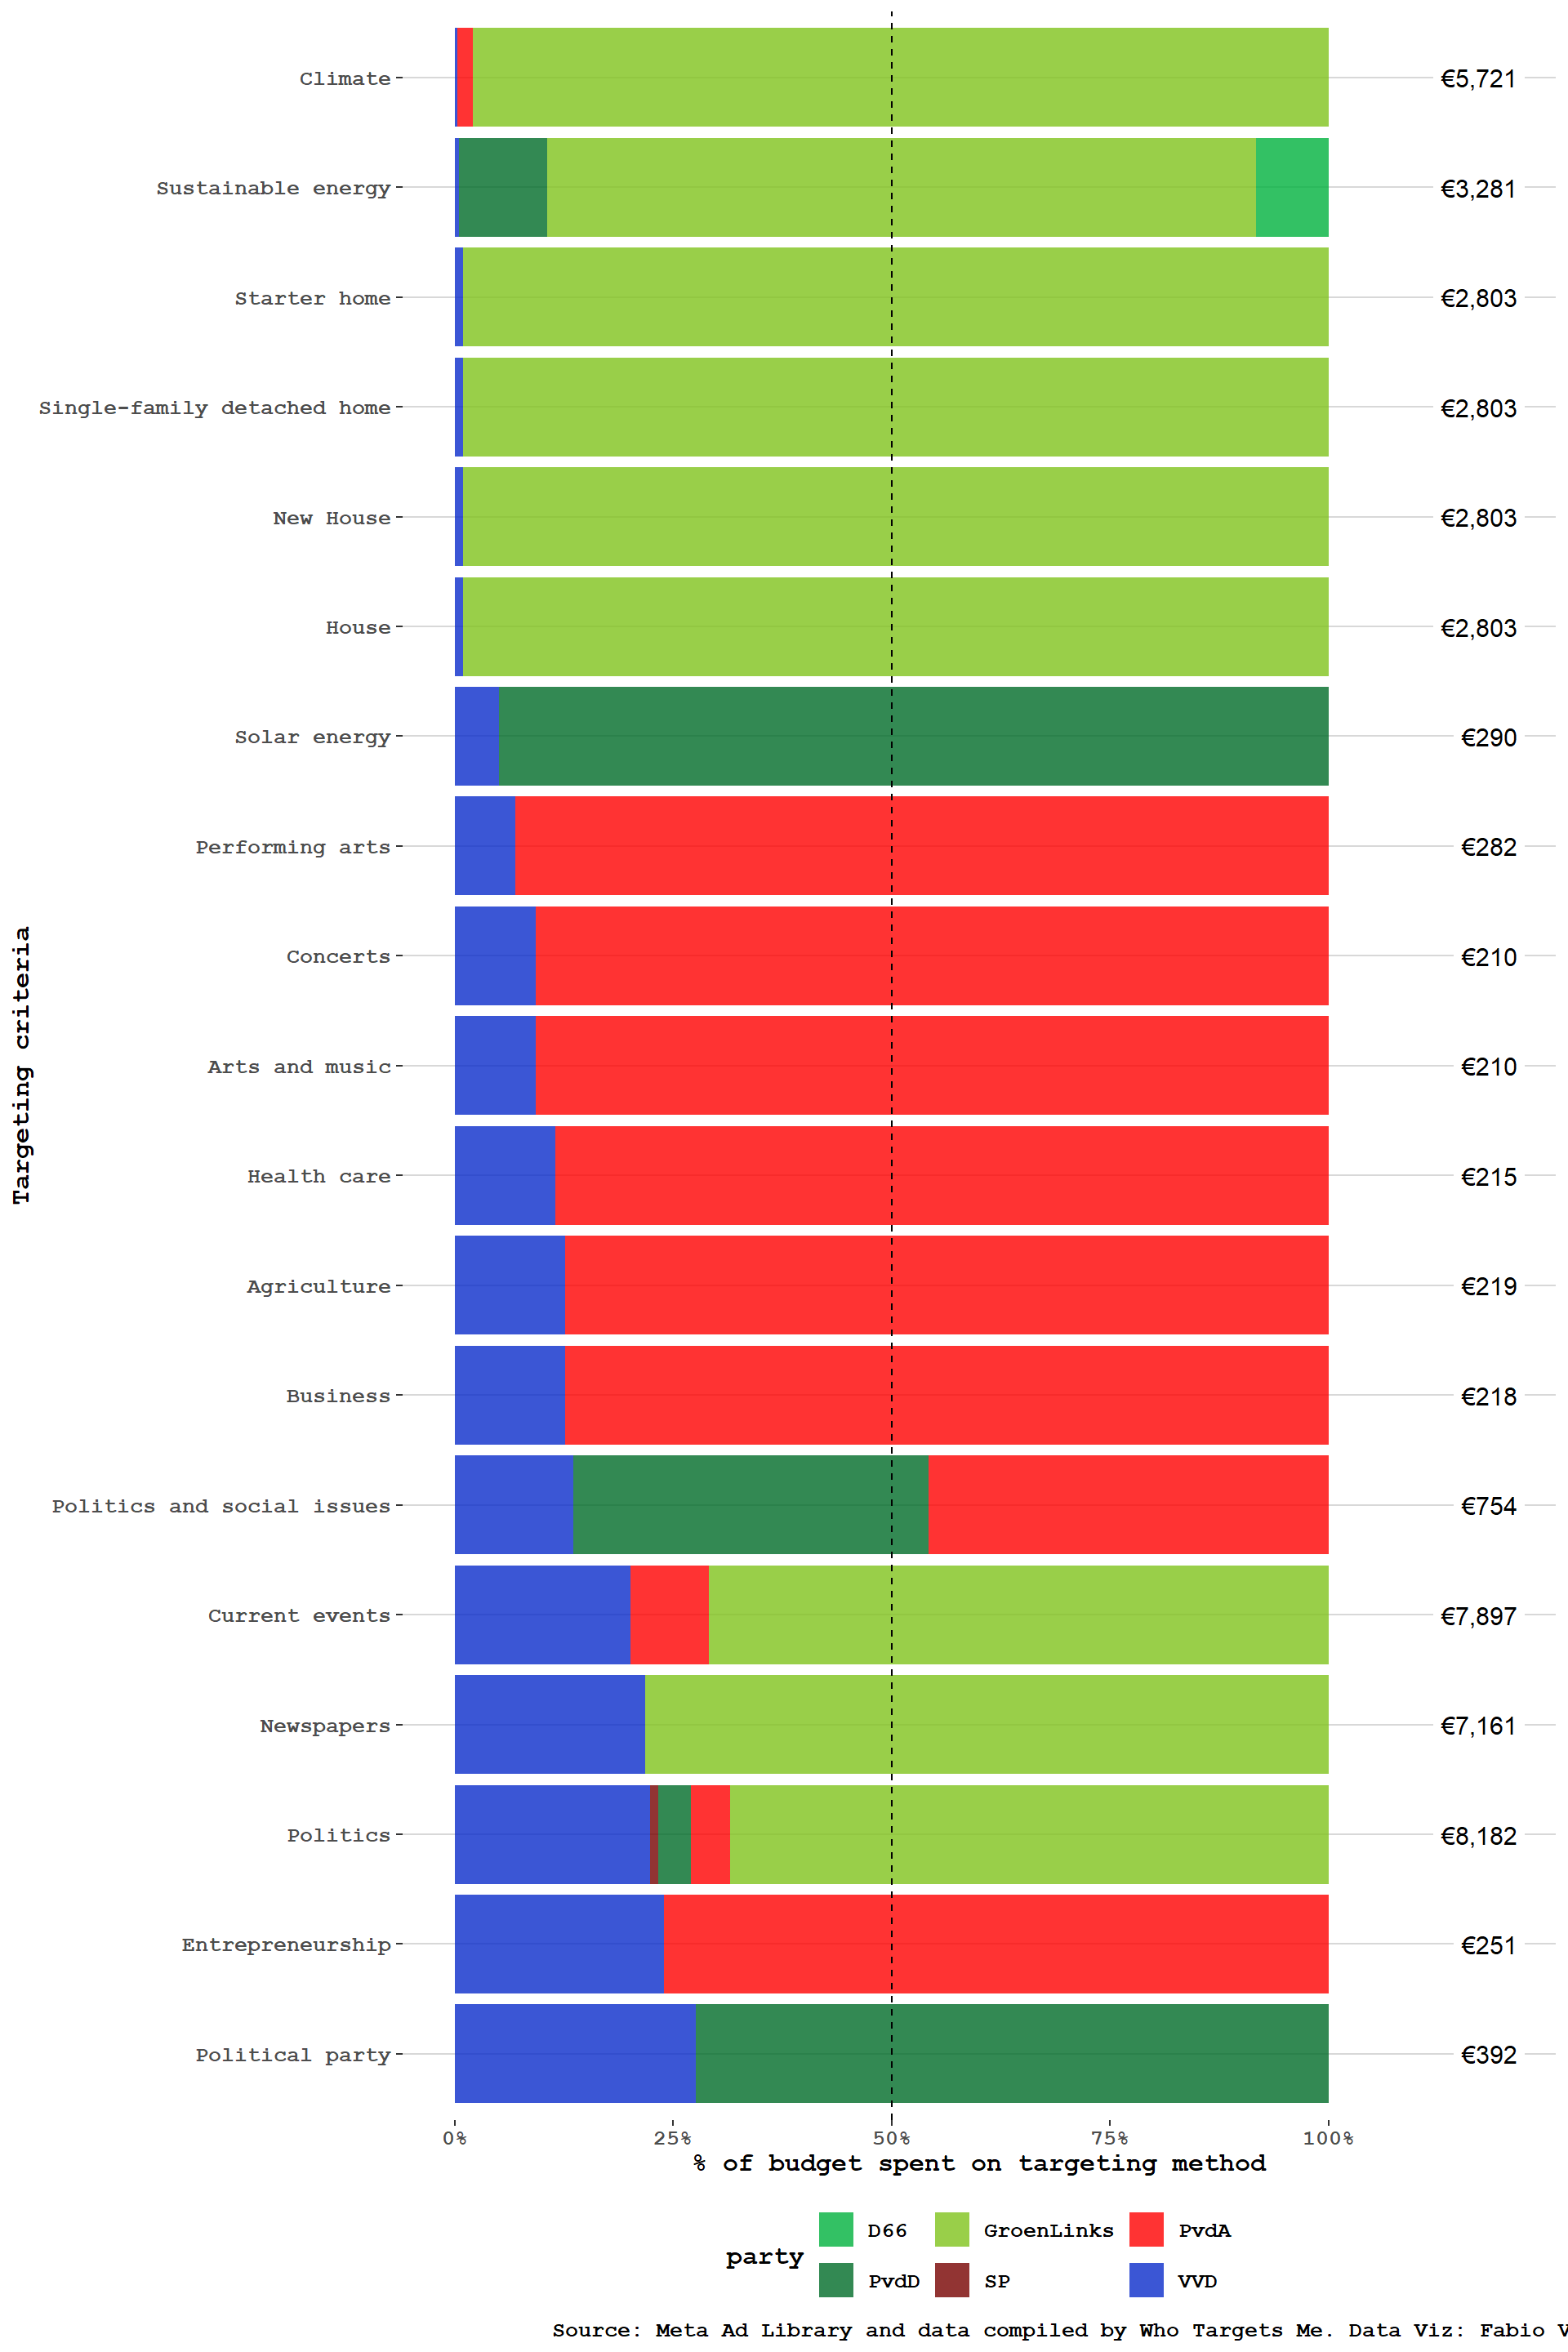 Climate €5,721
Sustainable energy €3,281
Starter home €2,803
Single-family detached home €2,803
New House €2,803
House €2,803
Solar energy €290
Performing arts €282
Concerts €210
Arts and music €210
Health care €215
Agriculture €219
Business €218
Politics and social issues €754
Current events €7,897
Newspapers €7,161
Politics €8,182
Entrepreneurship €251
Political party €392
Targeting criteria
0% 25% 50% 75% 100%
% of budget spent on targeting method
party
D66 GroenLinks PvdA
PvdD SP VVD
Source: Meta Ad Library and data compiled by Who Targets Me. Data Viz: Fabio